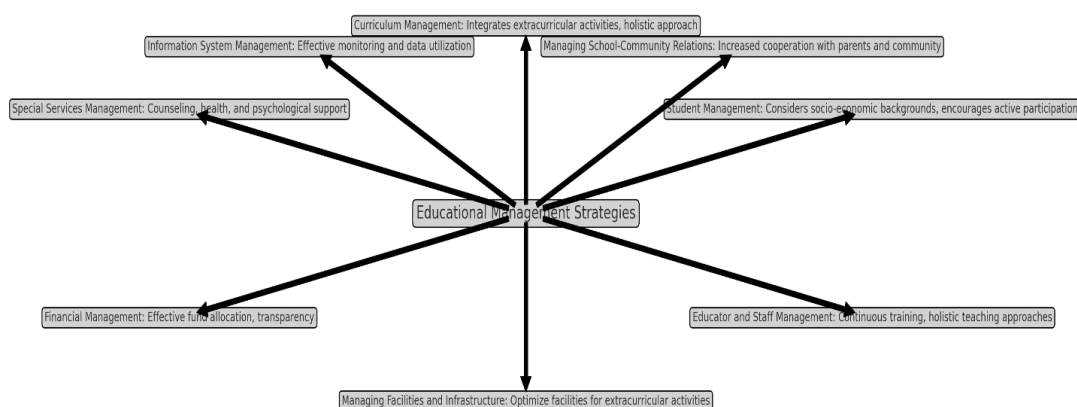 Curriculum Management: Integrates extracurricular activities, holistic approach
Information System Management: Effective monitoring and data utilization
Managing School-Community Relations: Increased cooperation with parents and community
Special Services Management: Counseling, health, and psychological support
Student Management: Considers socio-economic backgrounds, encourages active participation
Educational Management Strategies
Financial Management: Effective fund allocation, transparency
Educator and Staff Management: Continuous training, holistic teaching approaches
Managing Facilities and Infrastructure: Optimize facilities for extracurricular activities